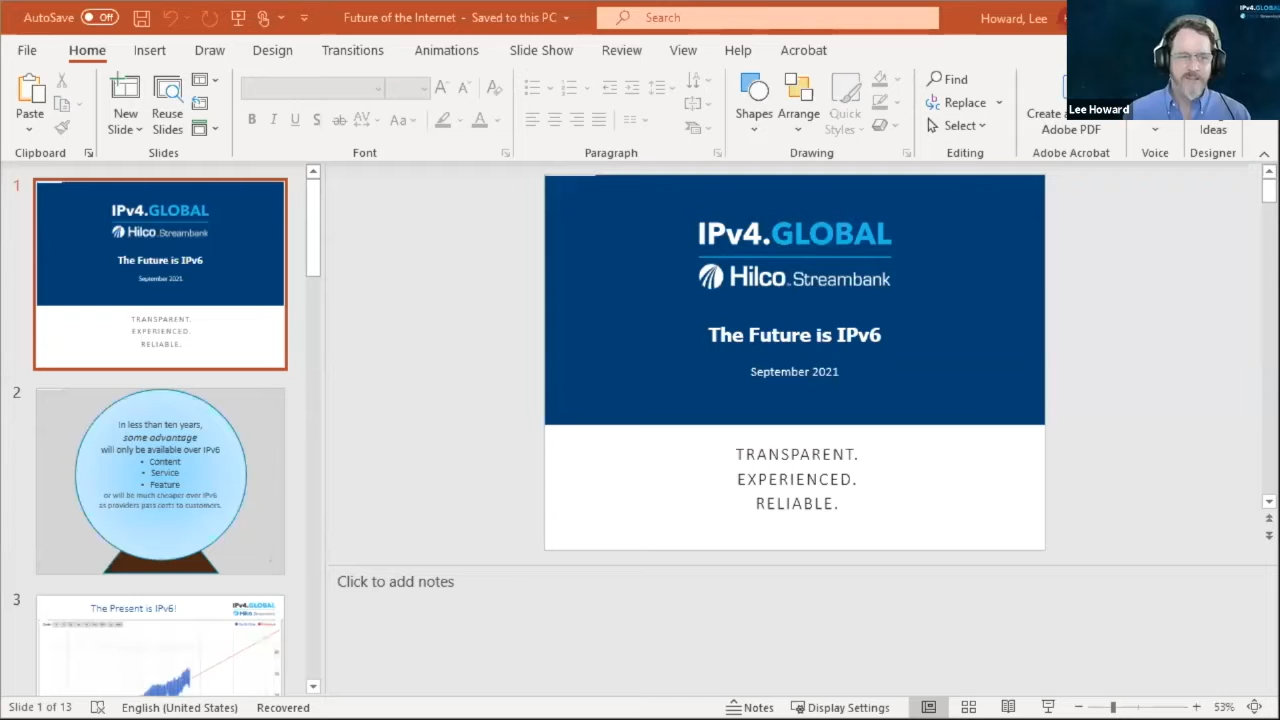 AutoSave Off
Future of the Internet - Saved to this PC
Search
Howard, Lee
File Home Insert Draw Design Transitions Animations Slide Show Review View Help Acrobat
Paste
New Slide
Reuse Slides
Shapes
Arrange
Quick Styles
Find
Replace
Select
Create a
Adobe PDF
Ideas
Clipboard
Slides
Font
Paragraph
Drawing
Editing
Adobe Acrobat
Voice
Designer
IPv4.GLOBAL
Lee Howard
1
IPv4.GLOBAL
Hilco Streambank
The Future is IPv6
September 2021
TRANSPARENT.
EXPERIENCED.
RELIABLE.
2
In less than ten years,
some advantage
will only be available over IPv6
• Content
• Service
• Feature
or will be much cheaper over IPv6
as providers pass costs to customers.
3
The Present is IPv6!
IPv4.GLOBAL
Hilco Streambank
IPv4.GLOBAL
Hilco Streambank
The Future is IPv6
September 2021
TRANSPARENT.
EXPERIENCED.
RELIABLE.
Click to add notes
Slide 1 of 13
English (United States)
Recovered
Notes
Display Settings
53%